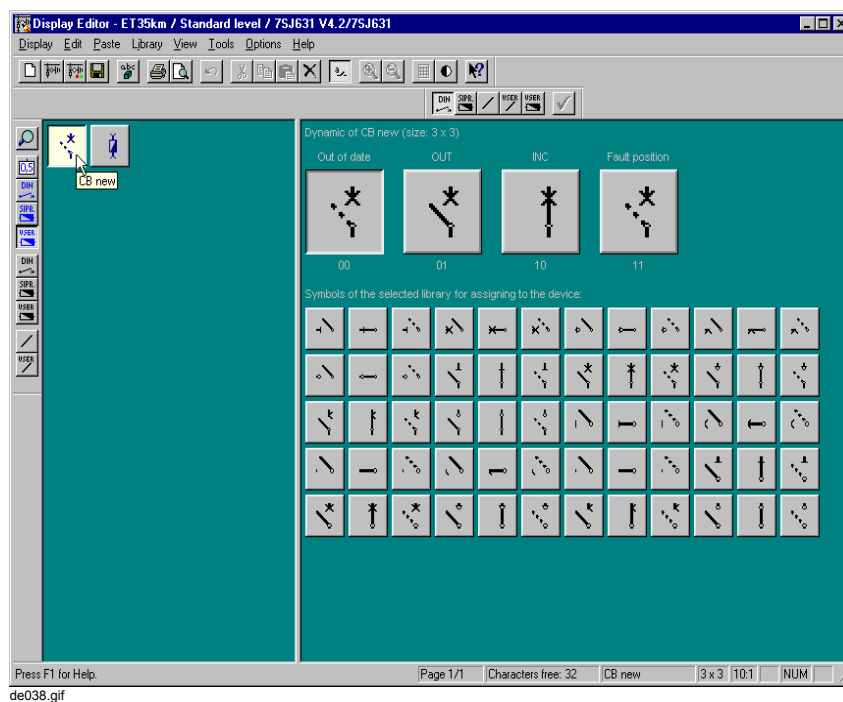 Display Editor - ET35km / Standard level / 7SJ631 V4.2/7SJ631
Display Edit Paste Library View Tools Options Help
abc
DIN SIPR. USER USER
0,5
DIN
SIPR.
USER
DIN
SIPR.
USER
USER
CB new
Dynamic of CB new (size: 3 x 3)
Out of date OUT INC Fault position
00 01 10 11
Symbols of the selected library for assigning to the device:
Press F1 for Help. Page 1/1 Characters free: 32 CB new 3 x 3 10:1 NUM
de038.gif